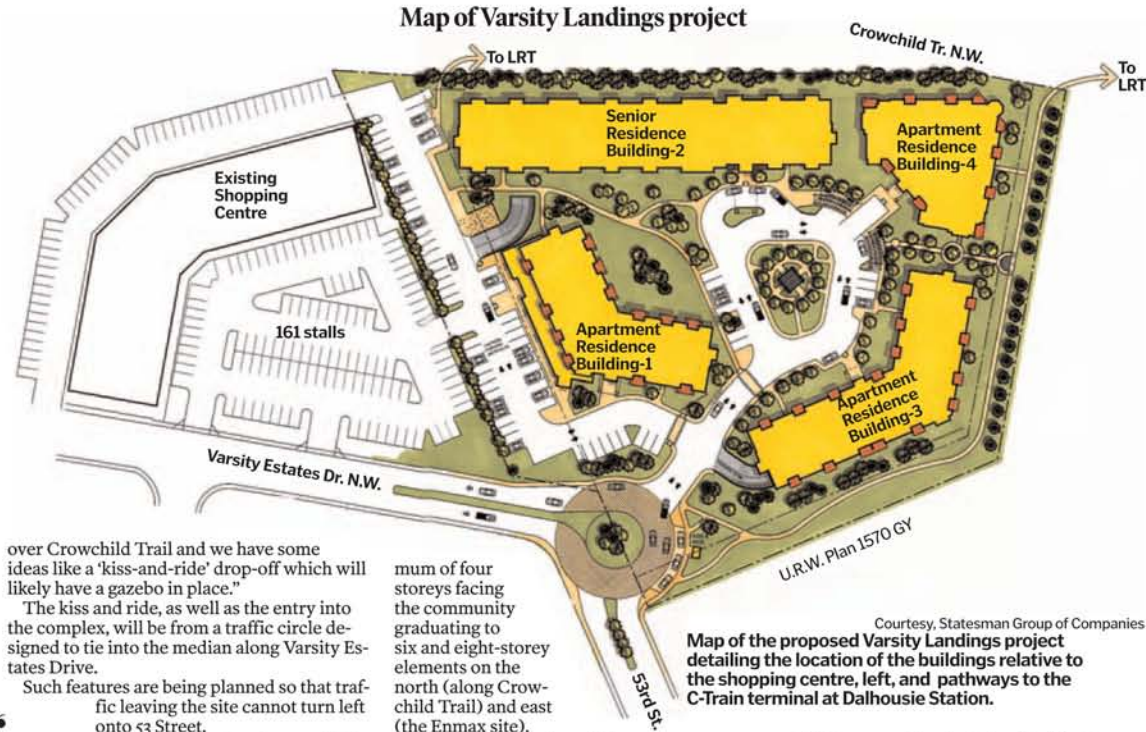 Map of Varsity Landings project
Crowchild Tr. N.W.
To LRT
To
LRT
Senior
Residence
Building-2
Apartment
Residence
Building-4
Existing
Shopping
Centre
161 stalls
Apartment
Residence
Building-1
Apartment
Residence
Building-3
Varsity Estates Dr. N.W.
U.R.W. Plan 1570 GY
53rd St.
over Crowchild Trail and we have some
ideas like a ‘kiss-and-ride’ drop-off which will
likely have a gazebo in place.”
The kiss and ride, as well as the entry into
the complex, will be from a traffic circle de-
signed to tie into the median along Varsity Es-
tates Drive.
Such features are being planned so that traf-
fic leaving the site cannot turn left
onto 53 Street.
mum of four
storeys facing
the community
graduating to
six and eight-storey
elements on the
north (along Crow-
child Trail) and east
(the Enmax site).
Courtesy, Statesman Group of Companies
Map of the proposed Varsity Landings project
detailing the location of the buildings relative to
the shopping centre, left, and pathways to the
C-Train terminal at Dalhousie Station.